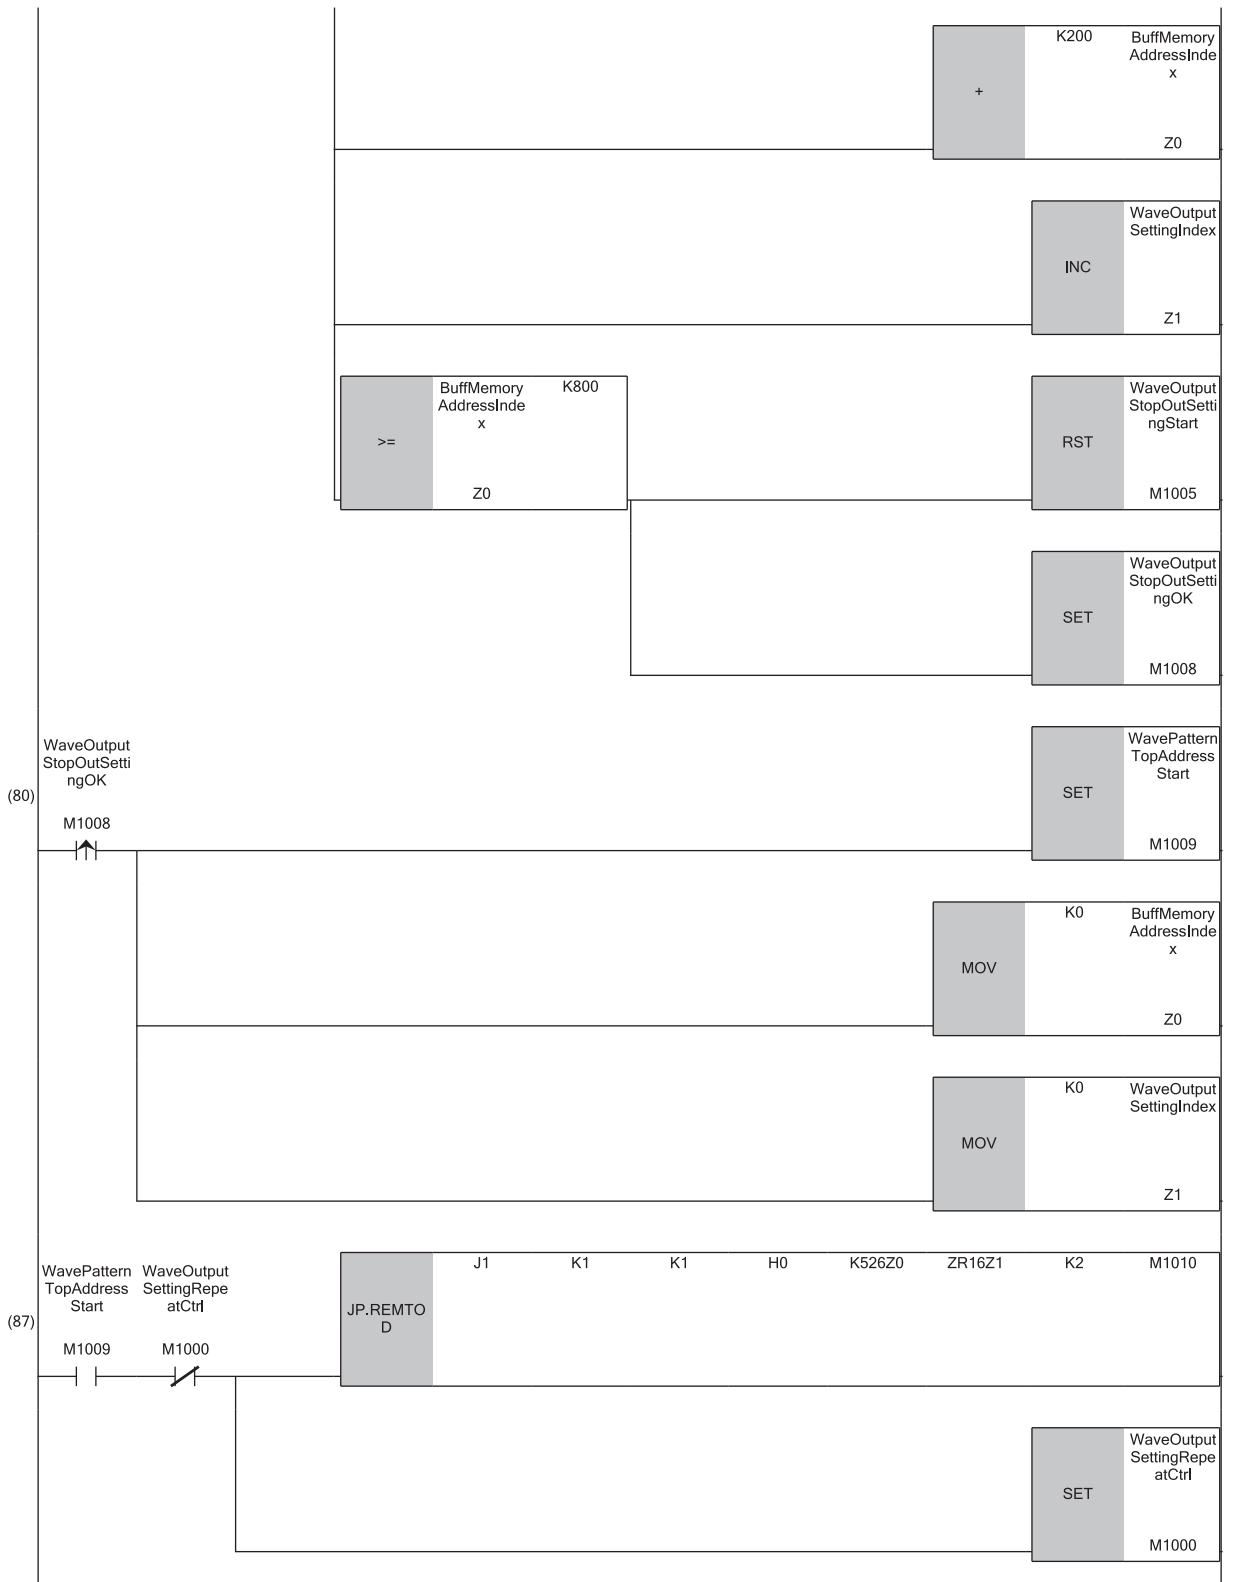 K200 BuffMemory
AddressInde
x
+
Z0
WaveOutput
SettingIndex
INC
Z1
BuffMemory K800
AddressInde
x
>=
Z0
WaveOutput
StopOutSetti
ngStart
RST
M1005
WaveOutput
StopOutSetti
ngOK
SET
M1008
(80)
WaveOutput
StopOutSetti
ngOK
M1008
WavePattern
TopAddress
Start
SET
M1009
K0 BuffMemory
AddressInde
x
MOV
Z0
K0 WaveOutput
SettingIndex
MOV
Z1
(87)
WavePattern
TopAddress
Start
M1009
WaveOutput
SettingRepe
atCtrl
M1000
JP.REMTO
D
J1 K1 K1 H0 K526Z0 ZR16Z1 K2 M1010
WaveOutput
SettingRepe
atCtrl
SET
M1000